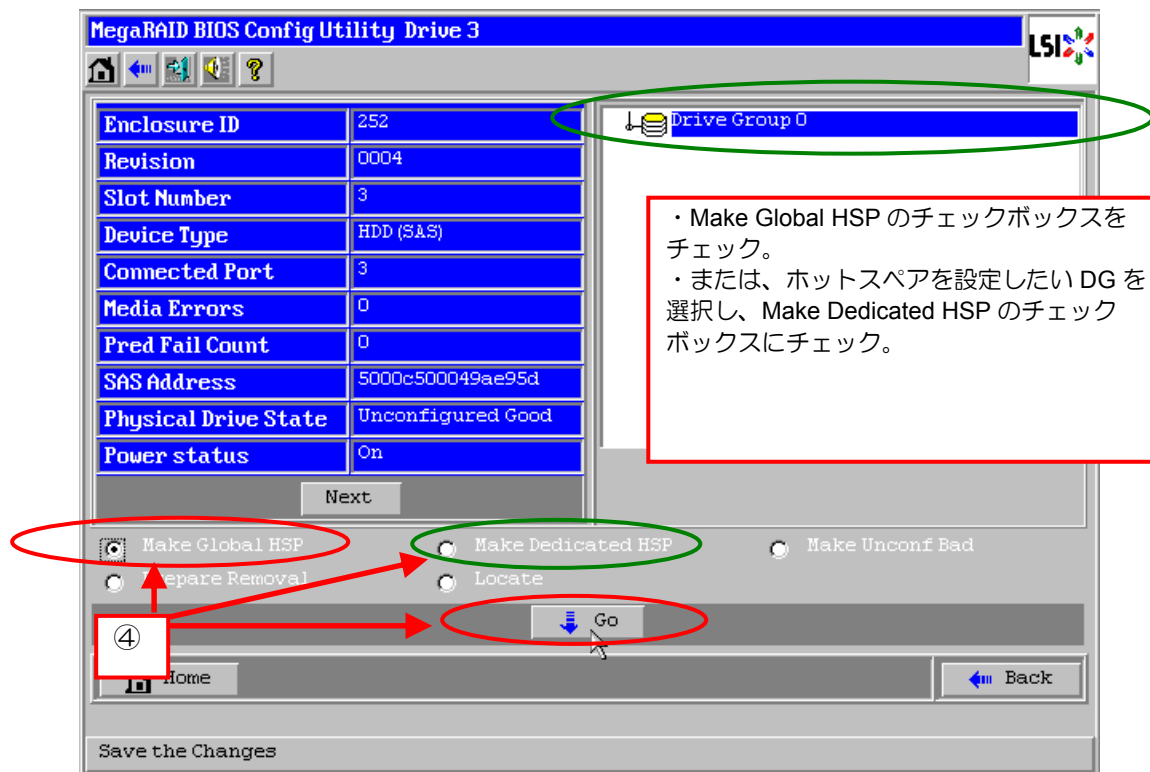 MegaRAID BIOS Config Utility Drive 3
LSI
Enclosure ID 252
Revision 0004
Slot Number 3
Device Type HDD (SAS)
Connected Port 3
Media Errors 0
Pred Fail Count 0
SAS Address 5000c500049ae95d
Physical Drive State Unconfigured Good
Power status On
Next
Drive Group 0
・Make Global HSP のチェックボックスを
チェック。
・または、ホットスペアを設定したい DG を
選択し、Make Dedicated HSP のチェック
ボックスにチェック。
Make Global HSP Make Dedicated HSP Make Unconf Bad
Prepare Removal Locate
④
Go
Home Back
Save the Changes